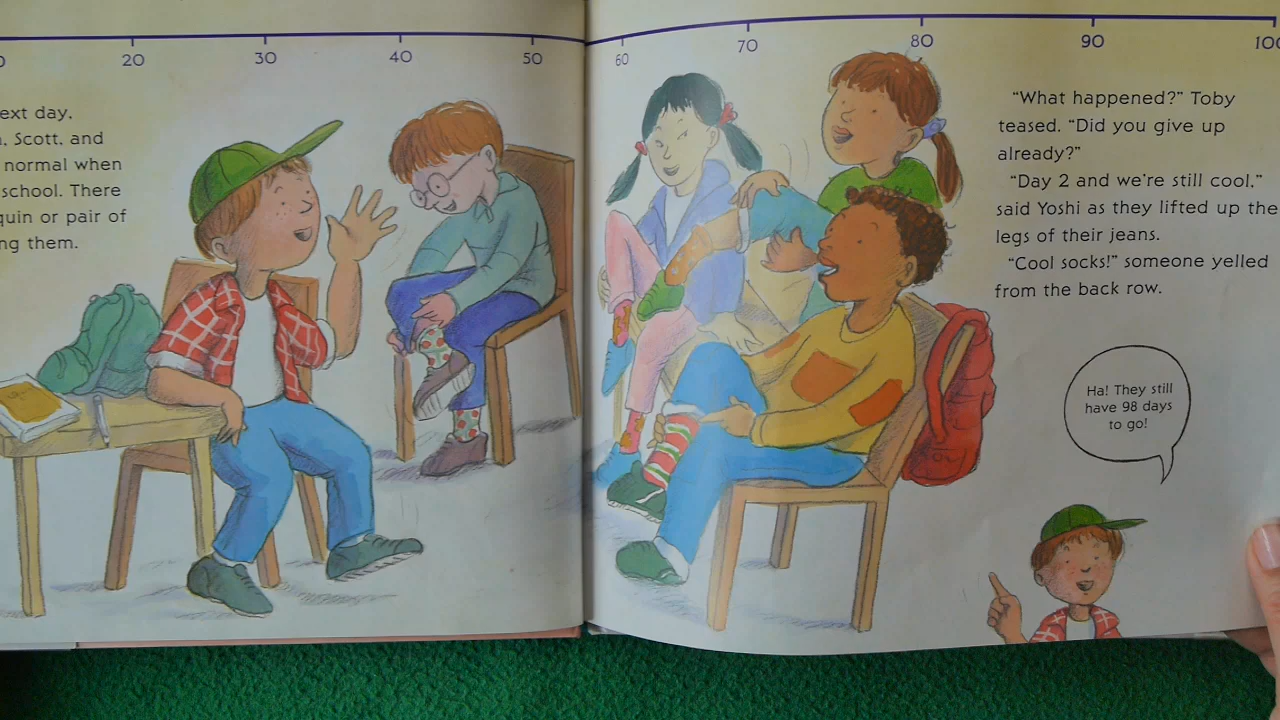 20 30 40 50 60 70 80 90
ext day,
Scott, and
normal when
school. There
quin or pair of
ng them.
"What happened?" Toby
teased. "Did you give up
already?"
"Day 2 and we're still cool,"
said Yoshi as they lifted up the
legs of their jeans.
"Cool socks!" someone yelled
from the back row.
Ha! They still
have 98 days
to go!